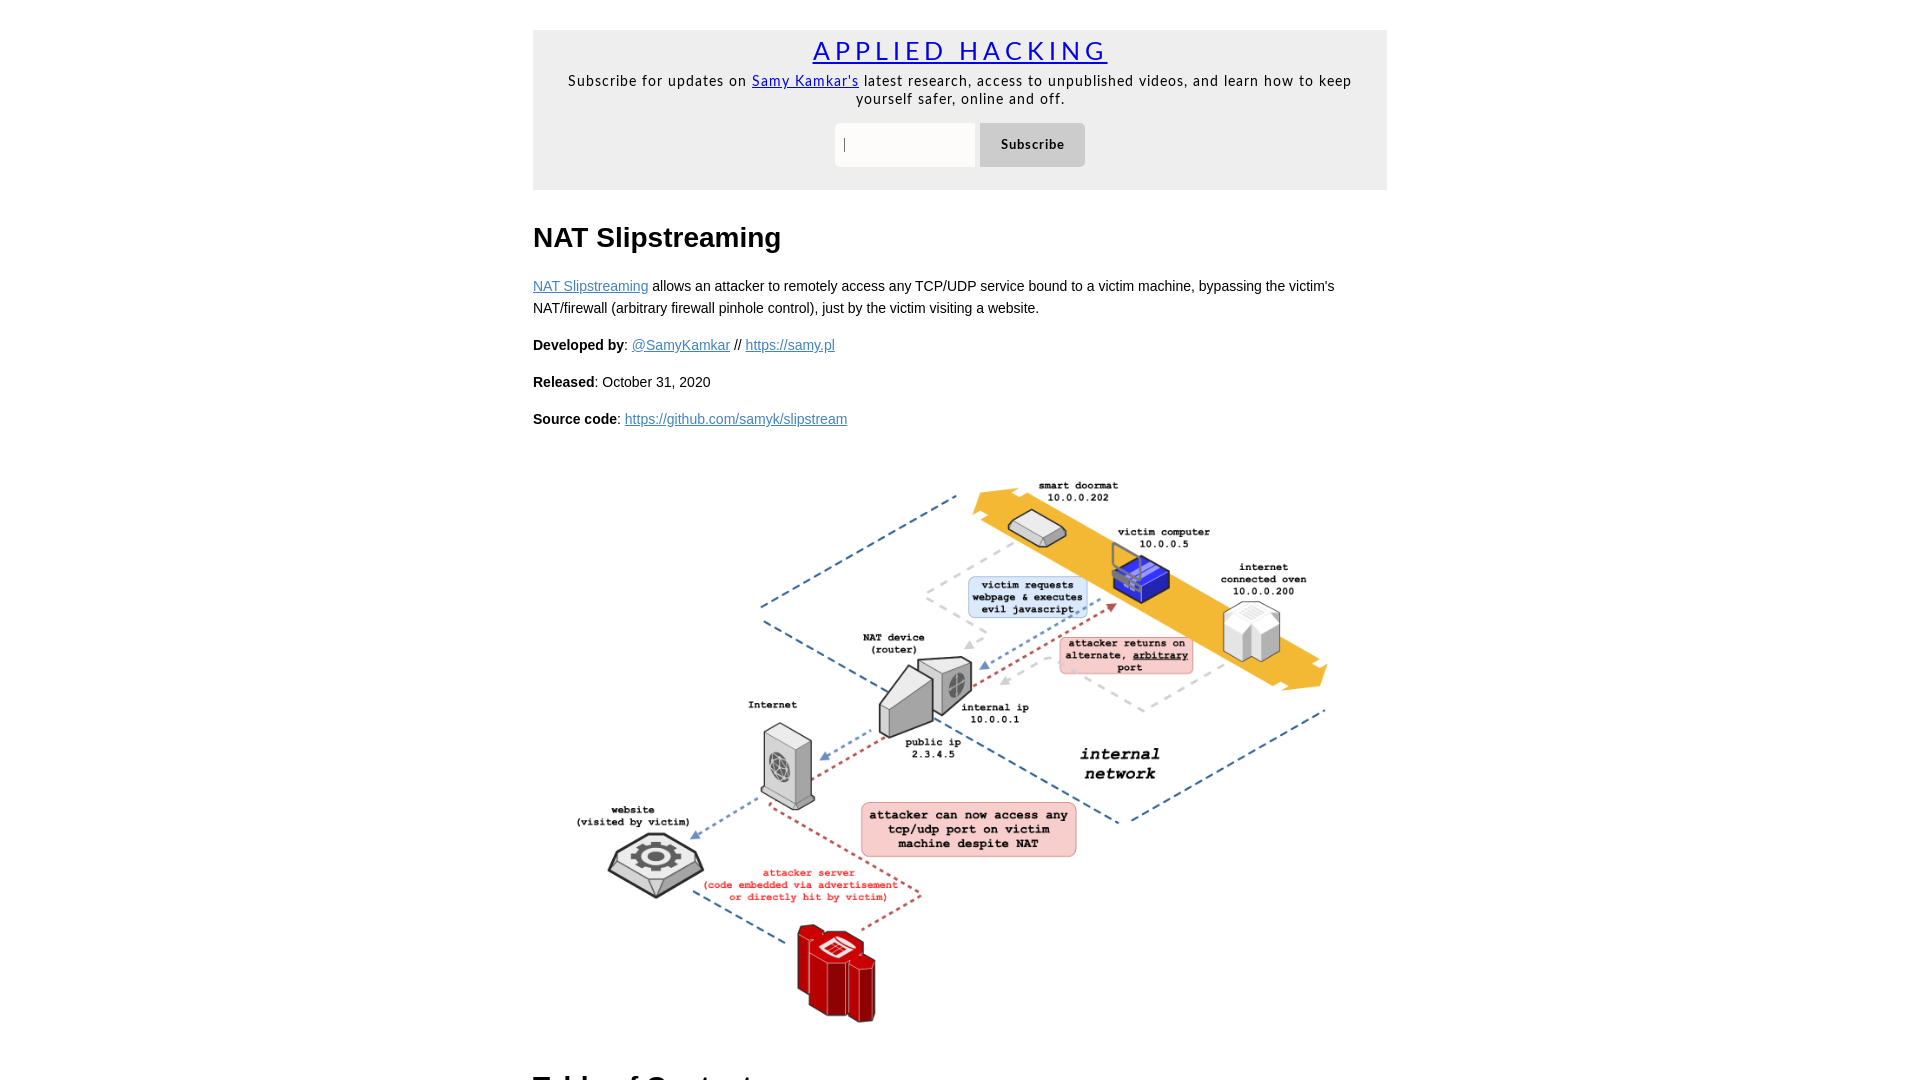 APPLIED HACKING
Subscribe for updates on Samy Kamkar's latest research, access to unpublished videos, and learn how to keep
yourself safer, online and off.
Subscribe
NAT Slipstreaming
NAT Slipstreaming allows an attacker to remotely access any TCP/UDP service bound to a victim machine, bypassing the victim's
NAT/firewall (arbitrary firewall pinhole control), just by the victim visiting a website.
Developed by: @SamyKamkar // https://samy.pl
Released: October 31, 2020
Source code: https://github.com/samyk/slipstream
smart doormat
10.0.0.202
victim computer
10.0.0.5
internet
connected oven
10.0.0.200
victim requests
webpage & executes
evil javascript
NAT device
(router)
attacker returns on
alternate, arbitrary
port
Internet
internal ip
10.0.0.1
public ip
2.3.4.5
internal
network
website
(visited by victim)
attacker can now access any
tcp/udp port on victim
machine despite NAT
attacker server
(code embedded via advertisement
or directly hit by victim)